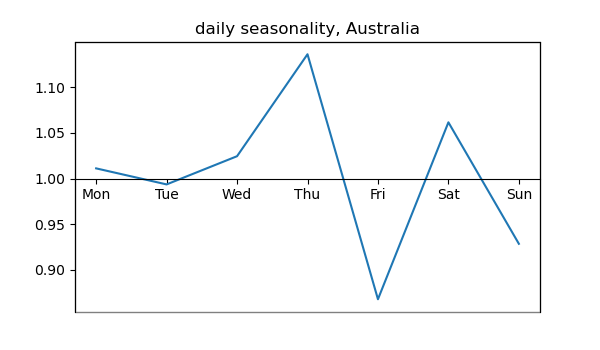 daily seasonality, Australia
1.10
1.05
1.00
Mon Tue Wed Thu Fri Sat Sun
0.95
0.90